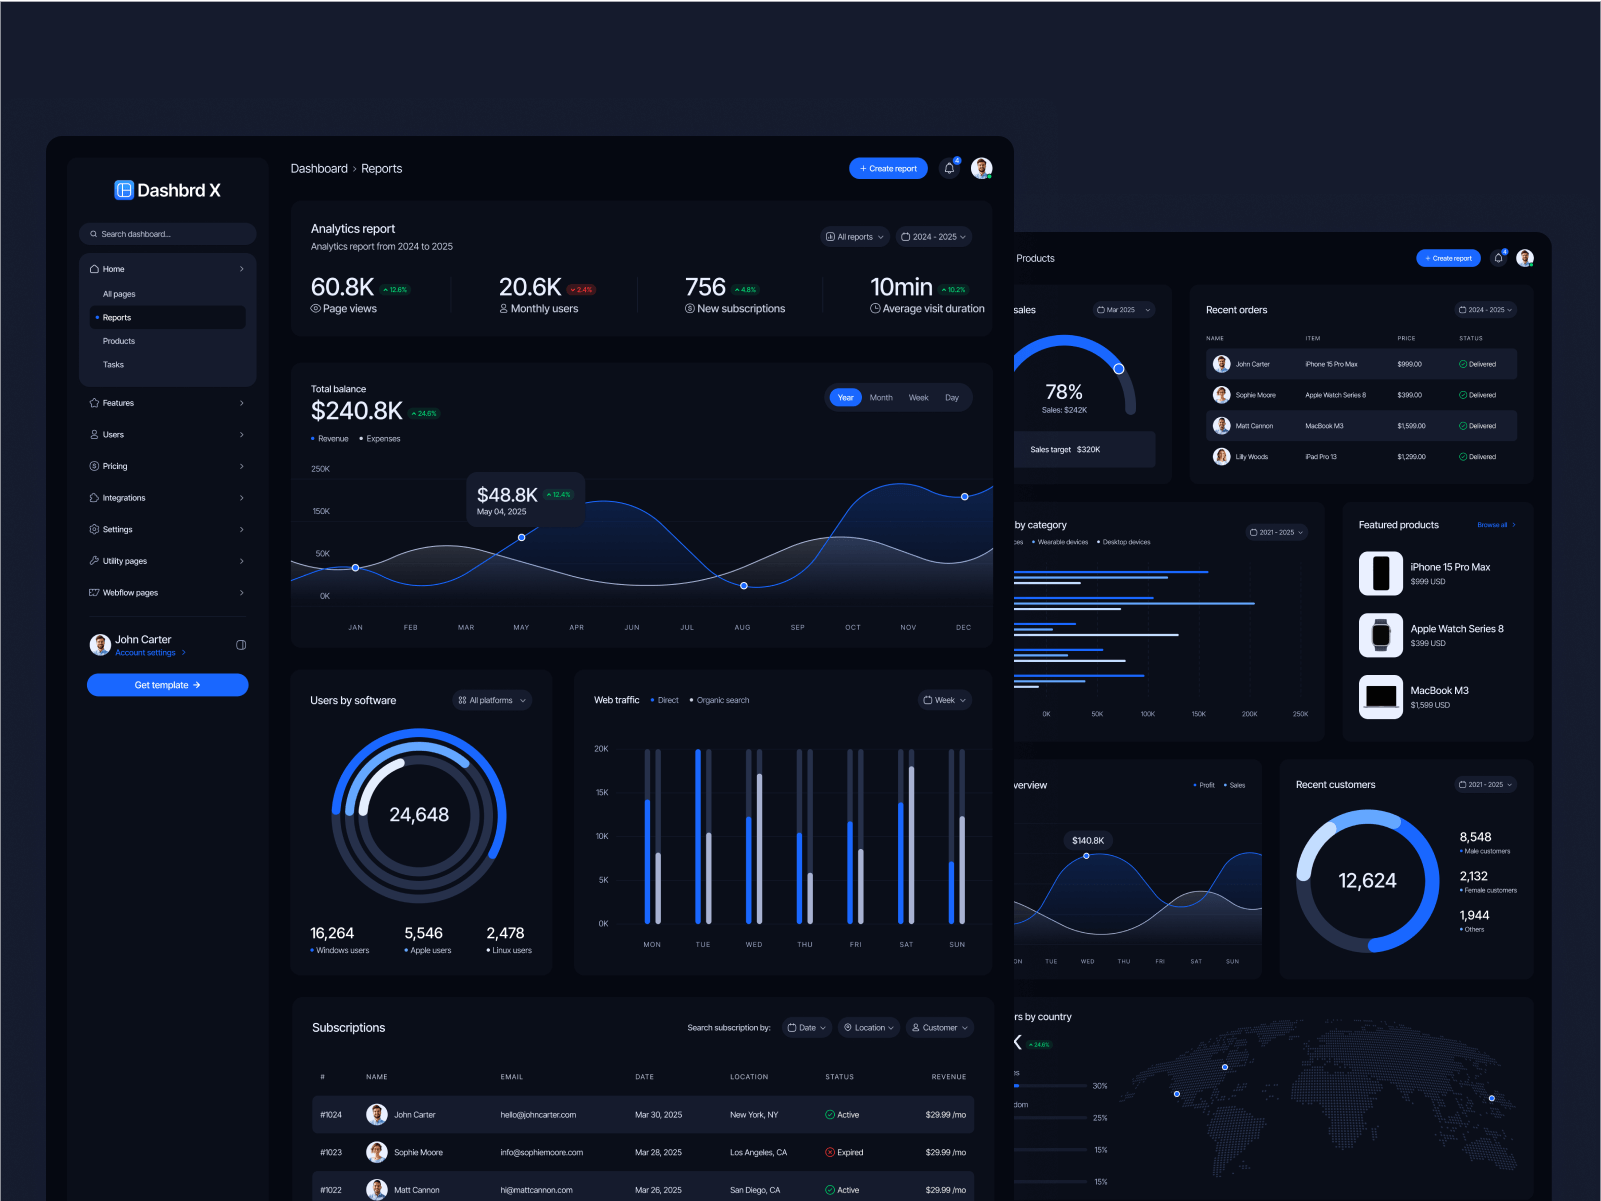 Dashbrd X
Search dashboard...
Home
All pages
Reports
Products
Tasks
Features
Users
Pricing
Integrations
Settings
Utility pages
Webflow pages
John Carter
Account settings
Get template
Dashboard › Reports
+ Create report
4
Analytics report
Analytics report from 2024 to 2025
All reports
2024 - 2025
60.8K 12.6%
Page views
20.6K 2.4%
Monthly users
756 4.8%
New subscriptions
10min 10.2%
Average visit duration
Total balance
$240.8K 24.6%
Revenue Expenses
Year Month Week Day
250K
150K
50K
0K
$48.8K 12.4%
May 04, 2025
JAN FEB MAR MAY APR JUN JUL AUG SEP OCT NOV DEC
Users by software
All platforms
24,648
16,264 5,546 2,478
Windows users Apple users Linux users
Web traffic Direct Organic search
Week
20K
15K
10K
5K
0K
MON TUE WED THU FRI SAT SUN
Subscriptions
Search subscription by: Date Location Customer
# NAME EMAIL DATE LOCATION STATUS REVENUE
#1024 John Carter hello@johncarter.com Mar 30, 2025 New York, NY Active $29.99 /mo
#1023 Sophie Moore info@sophiemoore.com Mar 28, 2025 Los Angeles, CA Expired $29.99 /mo
#1022 Matt Cannon hi@mattcannon.com Mar 26, 2025 San Diego, CA Active $29.99 /mo
Products
+ Create report
4
sales
Mar 2025
78%
Sales: $242K
Sales target $320K
Recent orders
2024 - 2025
NAME ITEM PRICE STATUS
John Carter iPhone 15 Pro Max $999.00 Delivered
Sophie Moore Apple Watch Series 8 $399.00 Delivered
Matt Cannon MacBook M3 $1,599.00 Delivered
Lilly Woods iPad Pro 13 $1,299.00 Delivered
by category
2021 - 2025
ces Wearable devices Desktop devices
0K 50K 100K 150K 200K 250K
Featured products
Browse all
iPhone 15 Pro Max
$999 USD
Apple Watch Series 8
$399 USD
MacBook M3
$1,599 USD
verview
Profit Sales
$140.8K
ON TUE WED THU FRI SAT SUN
Recent customers
2021 - 2025
12,624
8,548
Male customers
2,132
Female customers
1,944
Others
rs by country
K 24.6%
es
30%
dom
25%
15%
15%